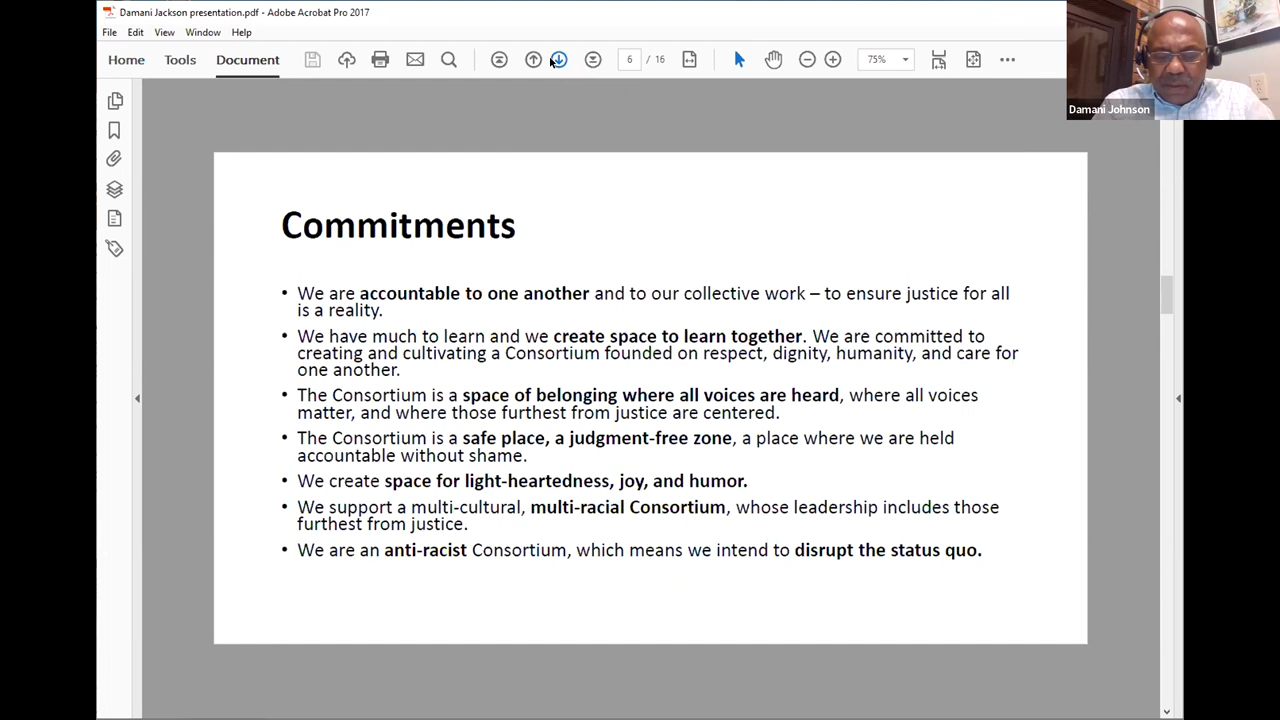 Damani Jackson presentation.pdf - Adobe Acrobat Pro 2017
File Edit View Window Help
Home Tools Document 6 / 16 75%
Damani Johnson
Commitments
• We are accountable to one another and to our collective work – to ensure justice for all
is a reality.
• We have much to learn and we create space to learn together. We are committed to
creating and cultivating a Consortium founded on respect, dignity, humanity, and care for
one another.
• The Consortium is a space of belonging where all voices are heard, where all voices
matter, and where those furthest from justice are centered.
• The Consortium is a safe place, a judgment-free zone, a place where we are held
accountable without shame.
• We create space for light-heartedness, joy, and humor.
• We support a multi-cultural, multi-racial Consortium, whose leadership includes those
furthest from justice.
• We are an anti-racist Consortium, which means we intend to disrupt the status quo.